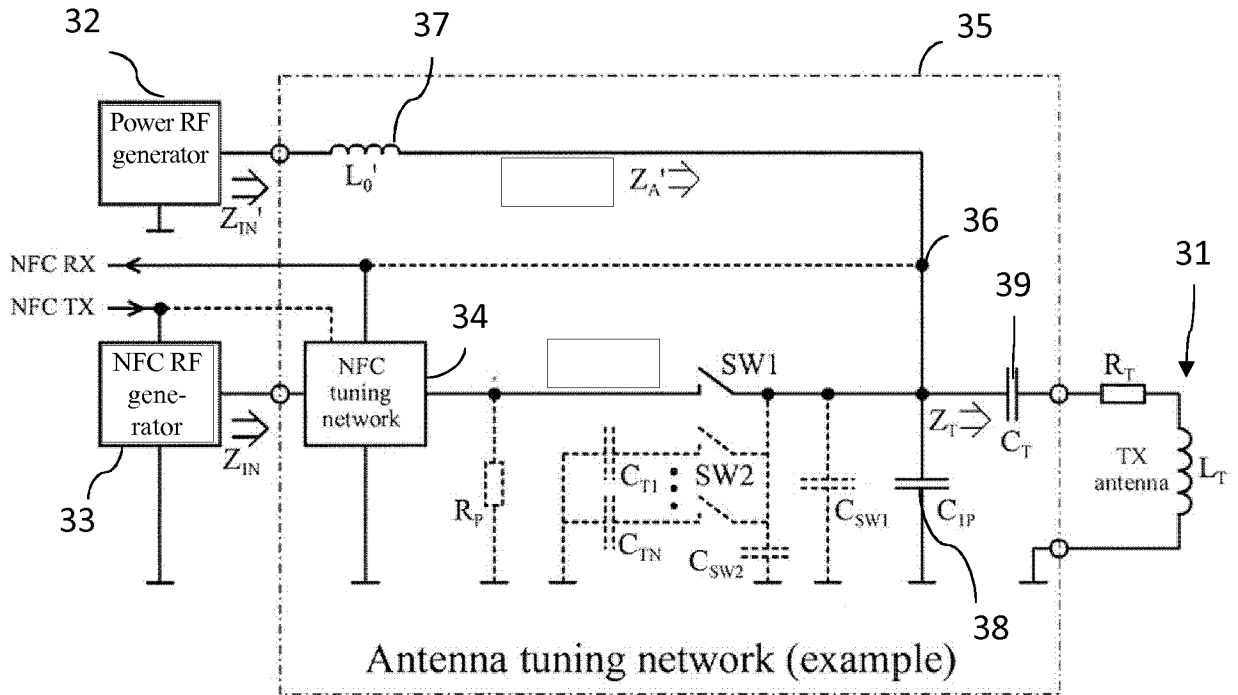 32
37
35
Power RF
generator
L₀'
Z_A'
Z_IN'
36
31
NFC RX
39
NFC TX
34
NFC RF
gene-
rator
NFC
tuning
network
SW1
R_T
Z_IN
Z_T
C_T
TX
antenna
L_T
C_T1
SW2
33
R_P
C_SW1
C_1P
C_TN
C_SW2
38
Antenna tuning network (example)